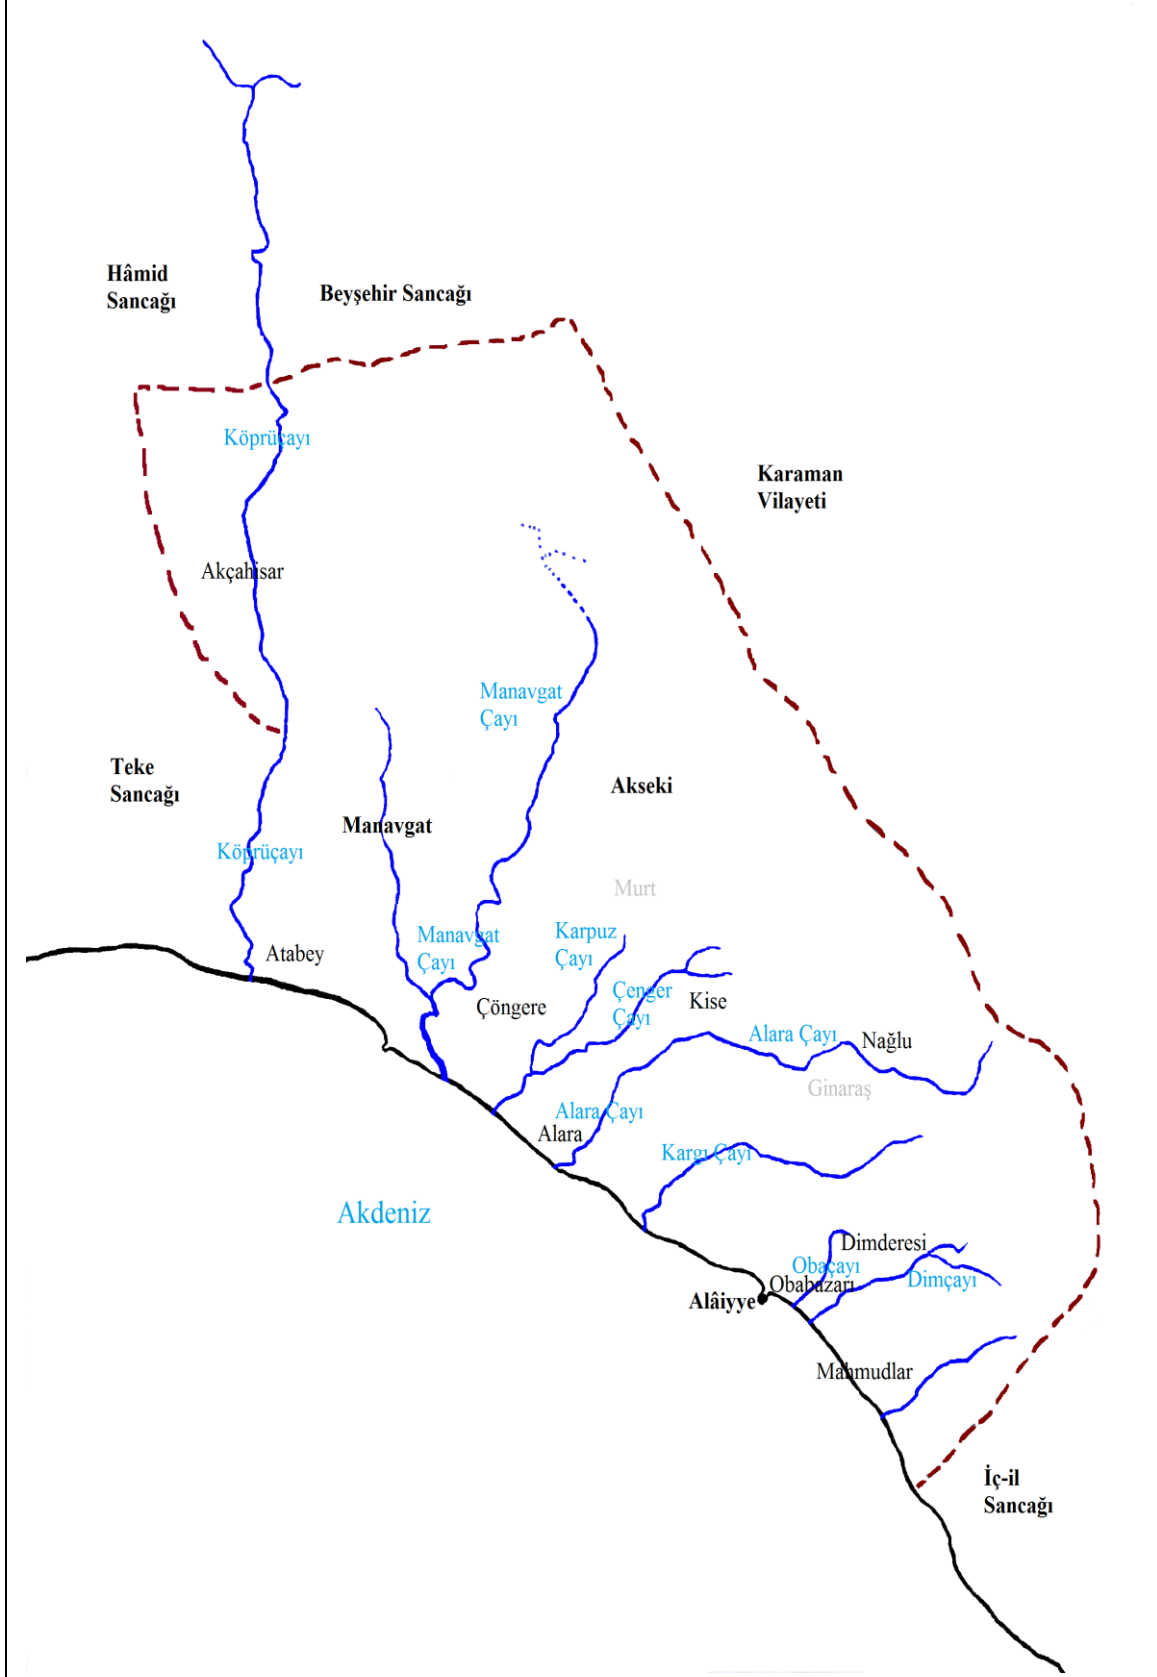 Hâmid
Sancağı
Beyşehir Sancağı
Köprüçayı
Karaman
Vilayeti
Akçahisar
Manavgat
Çayı
Teke
Sancağı
Akseki
Manavgat
Köprüçayı
Murt
Atabey
Manavgat
Çayı
Karpuz
Çayı
Çöngere
Çenger
Çayı
Kise
Alara Çayı
Nağlu
Ginaraş
Alara Çayı
Alara
Kargı Çayı
Akdeniz
Dimderesi
Obaçayı
Dimçayı
Obabazarı
Alâiyye
Mahmudlar
İç-il
Sancağı